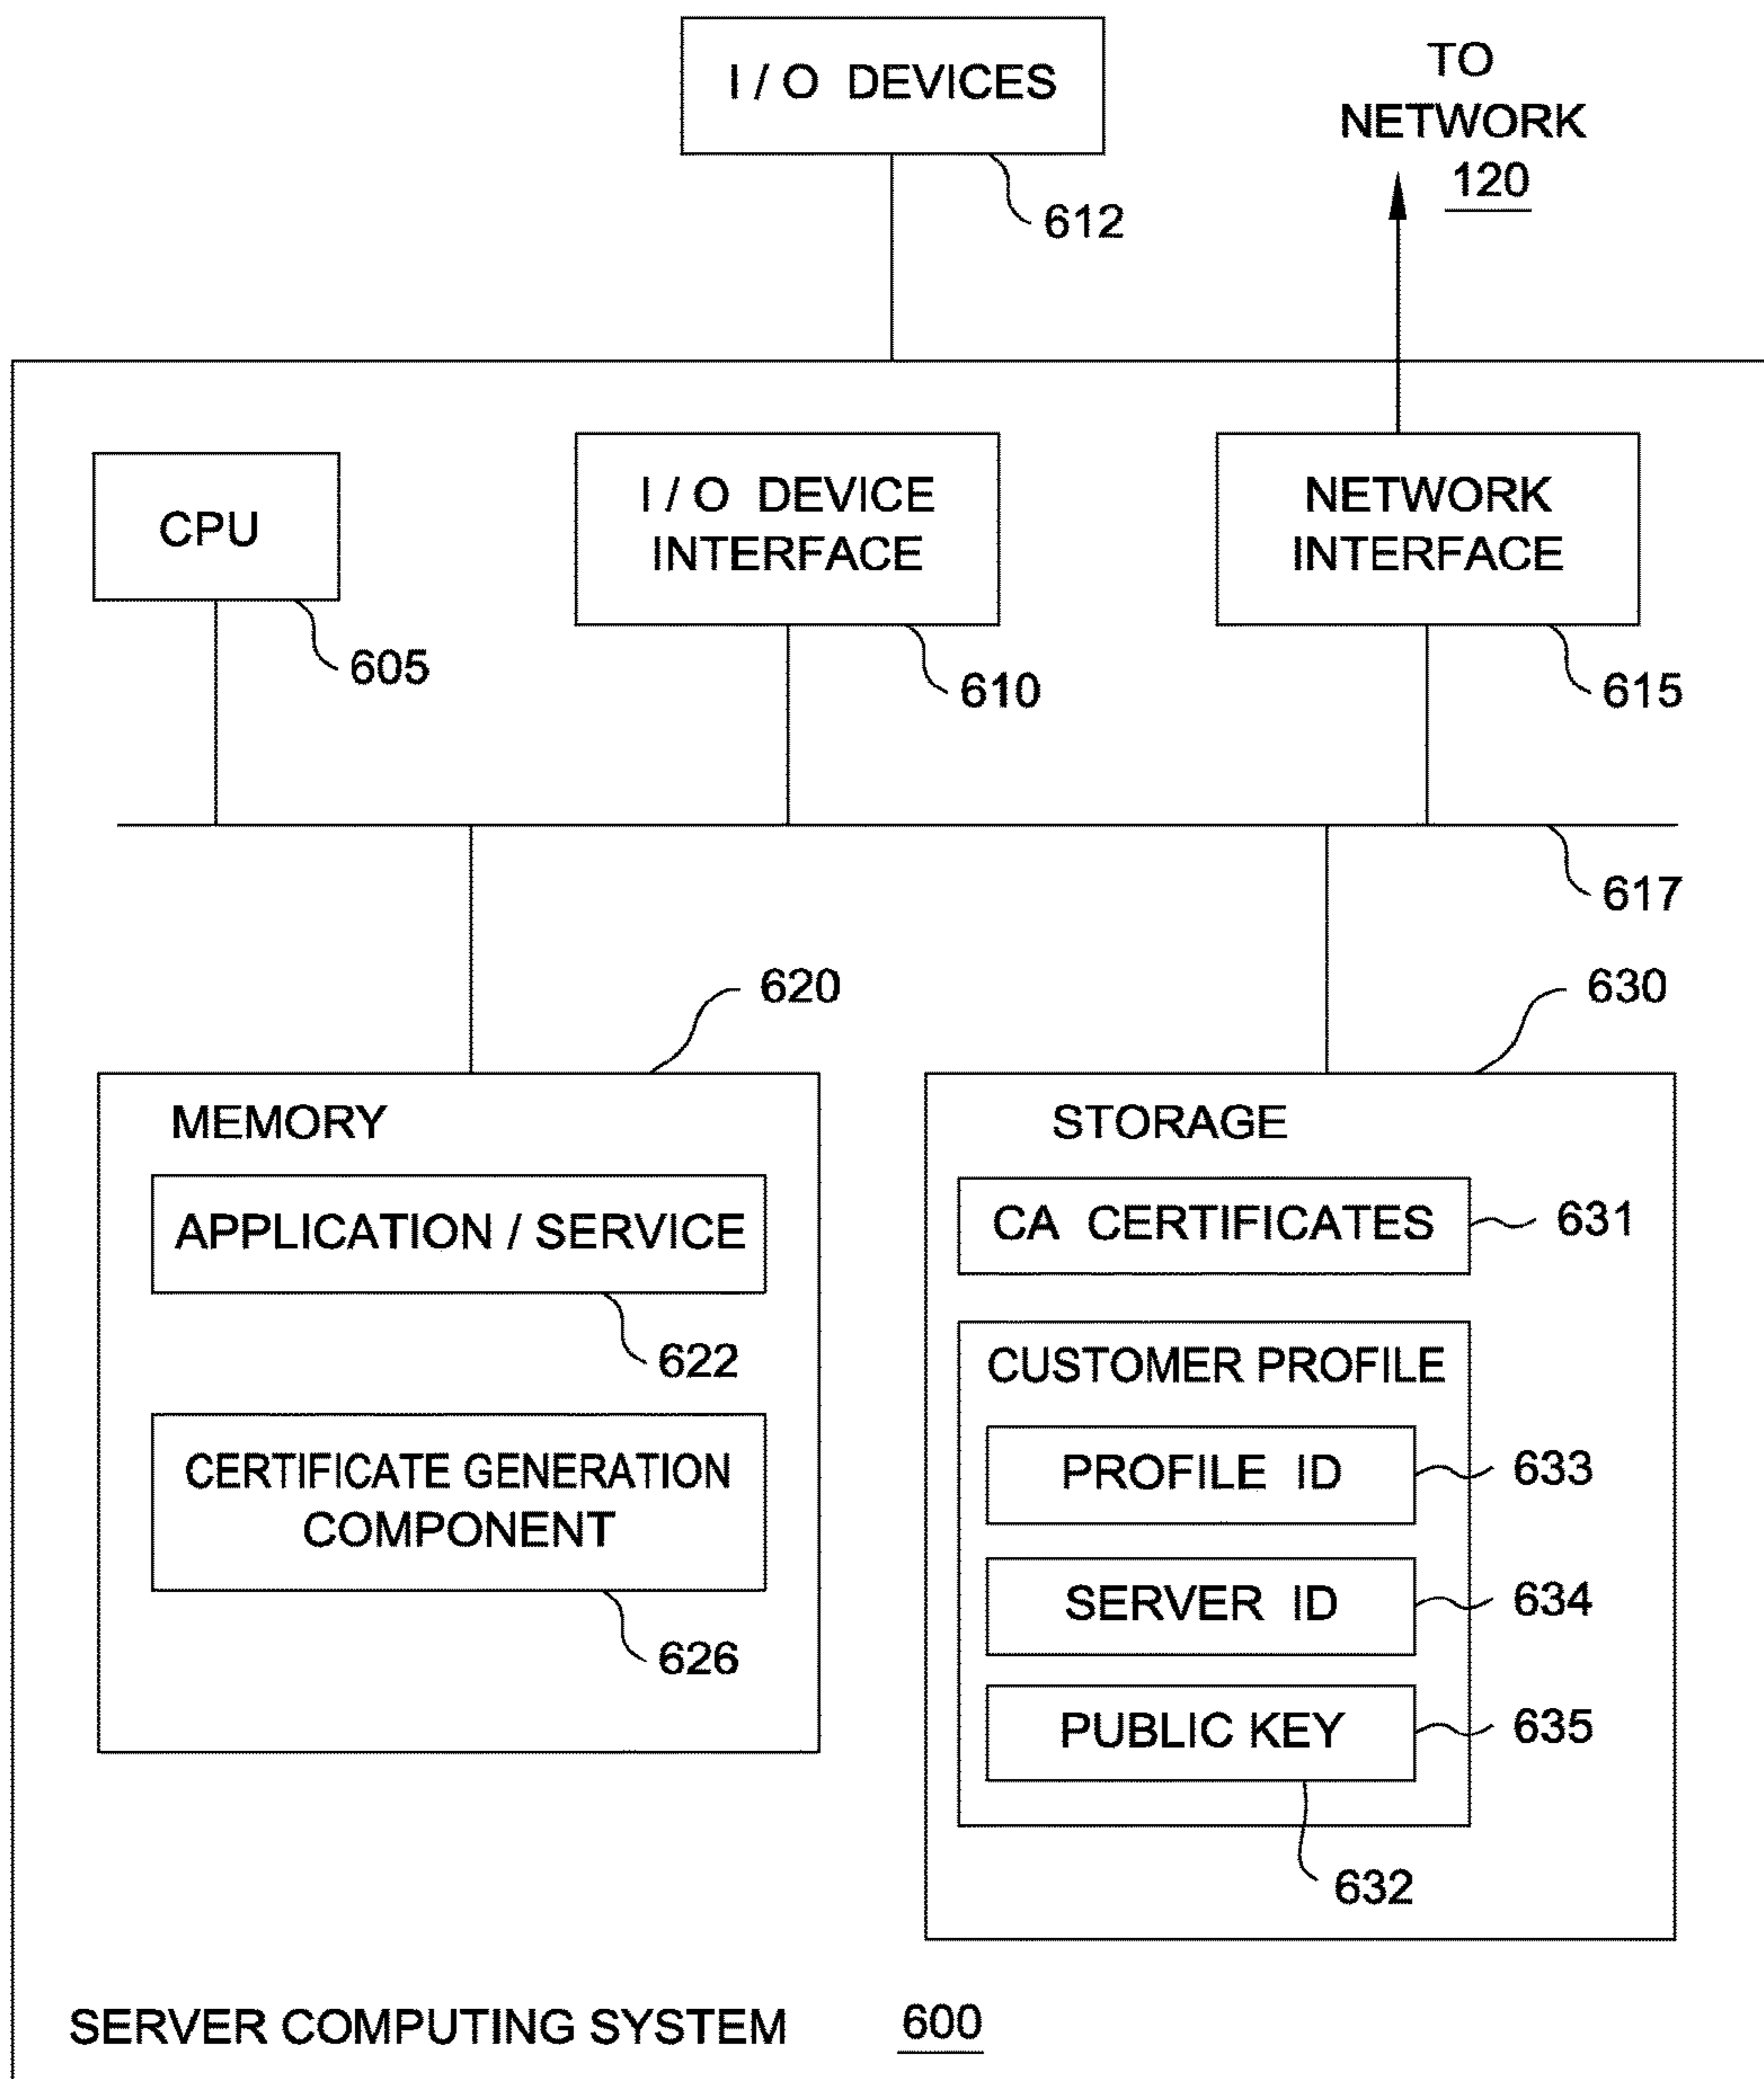 I / O DEVICES
612
TO
NETWORK
120
CPU
605
I / O DEVICE
INTERFACE
610
NETWORK
INTERFACE
615
617
620
MEMORY
APPLICATION / SERVICE
622
CERTIFICATE GENERATION
COMPONENT
626
630
STORAGE
CA CERTIFICATES
631
CUSTOMER PROFILE
PROFILE ID
633
SERVER ID
634
PUBLIC KEY
635
632
SERVER COMPUTING SYSTEM 600